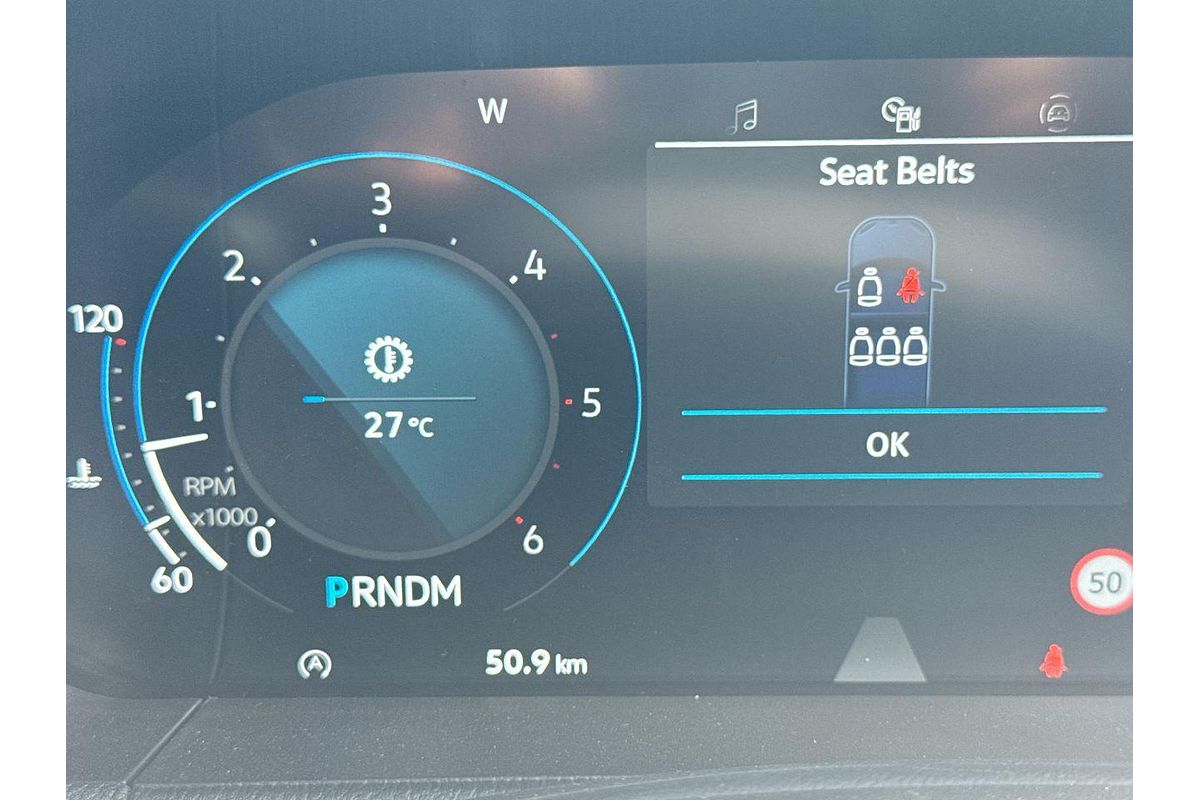 W
Seat Belts
3
2
4
120
1
5
27 °C
OK
RPM
x1000
0
6
60
50
PRNDM
A
50.9 km